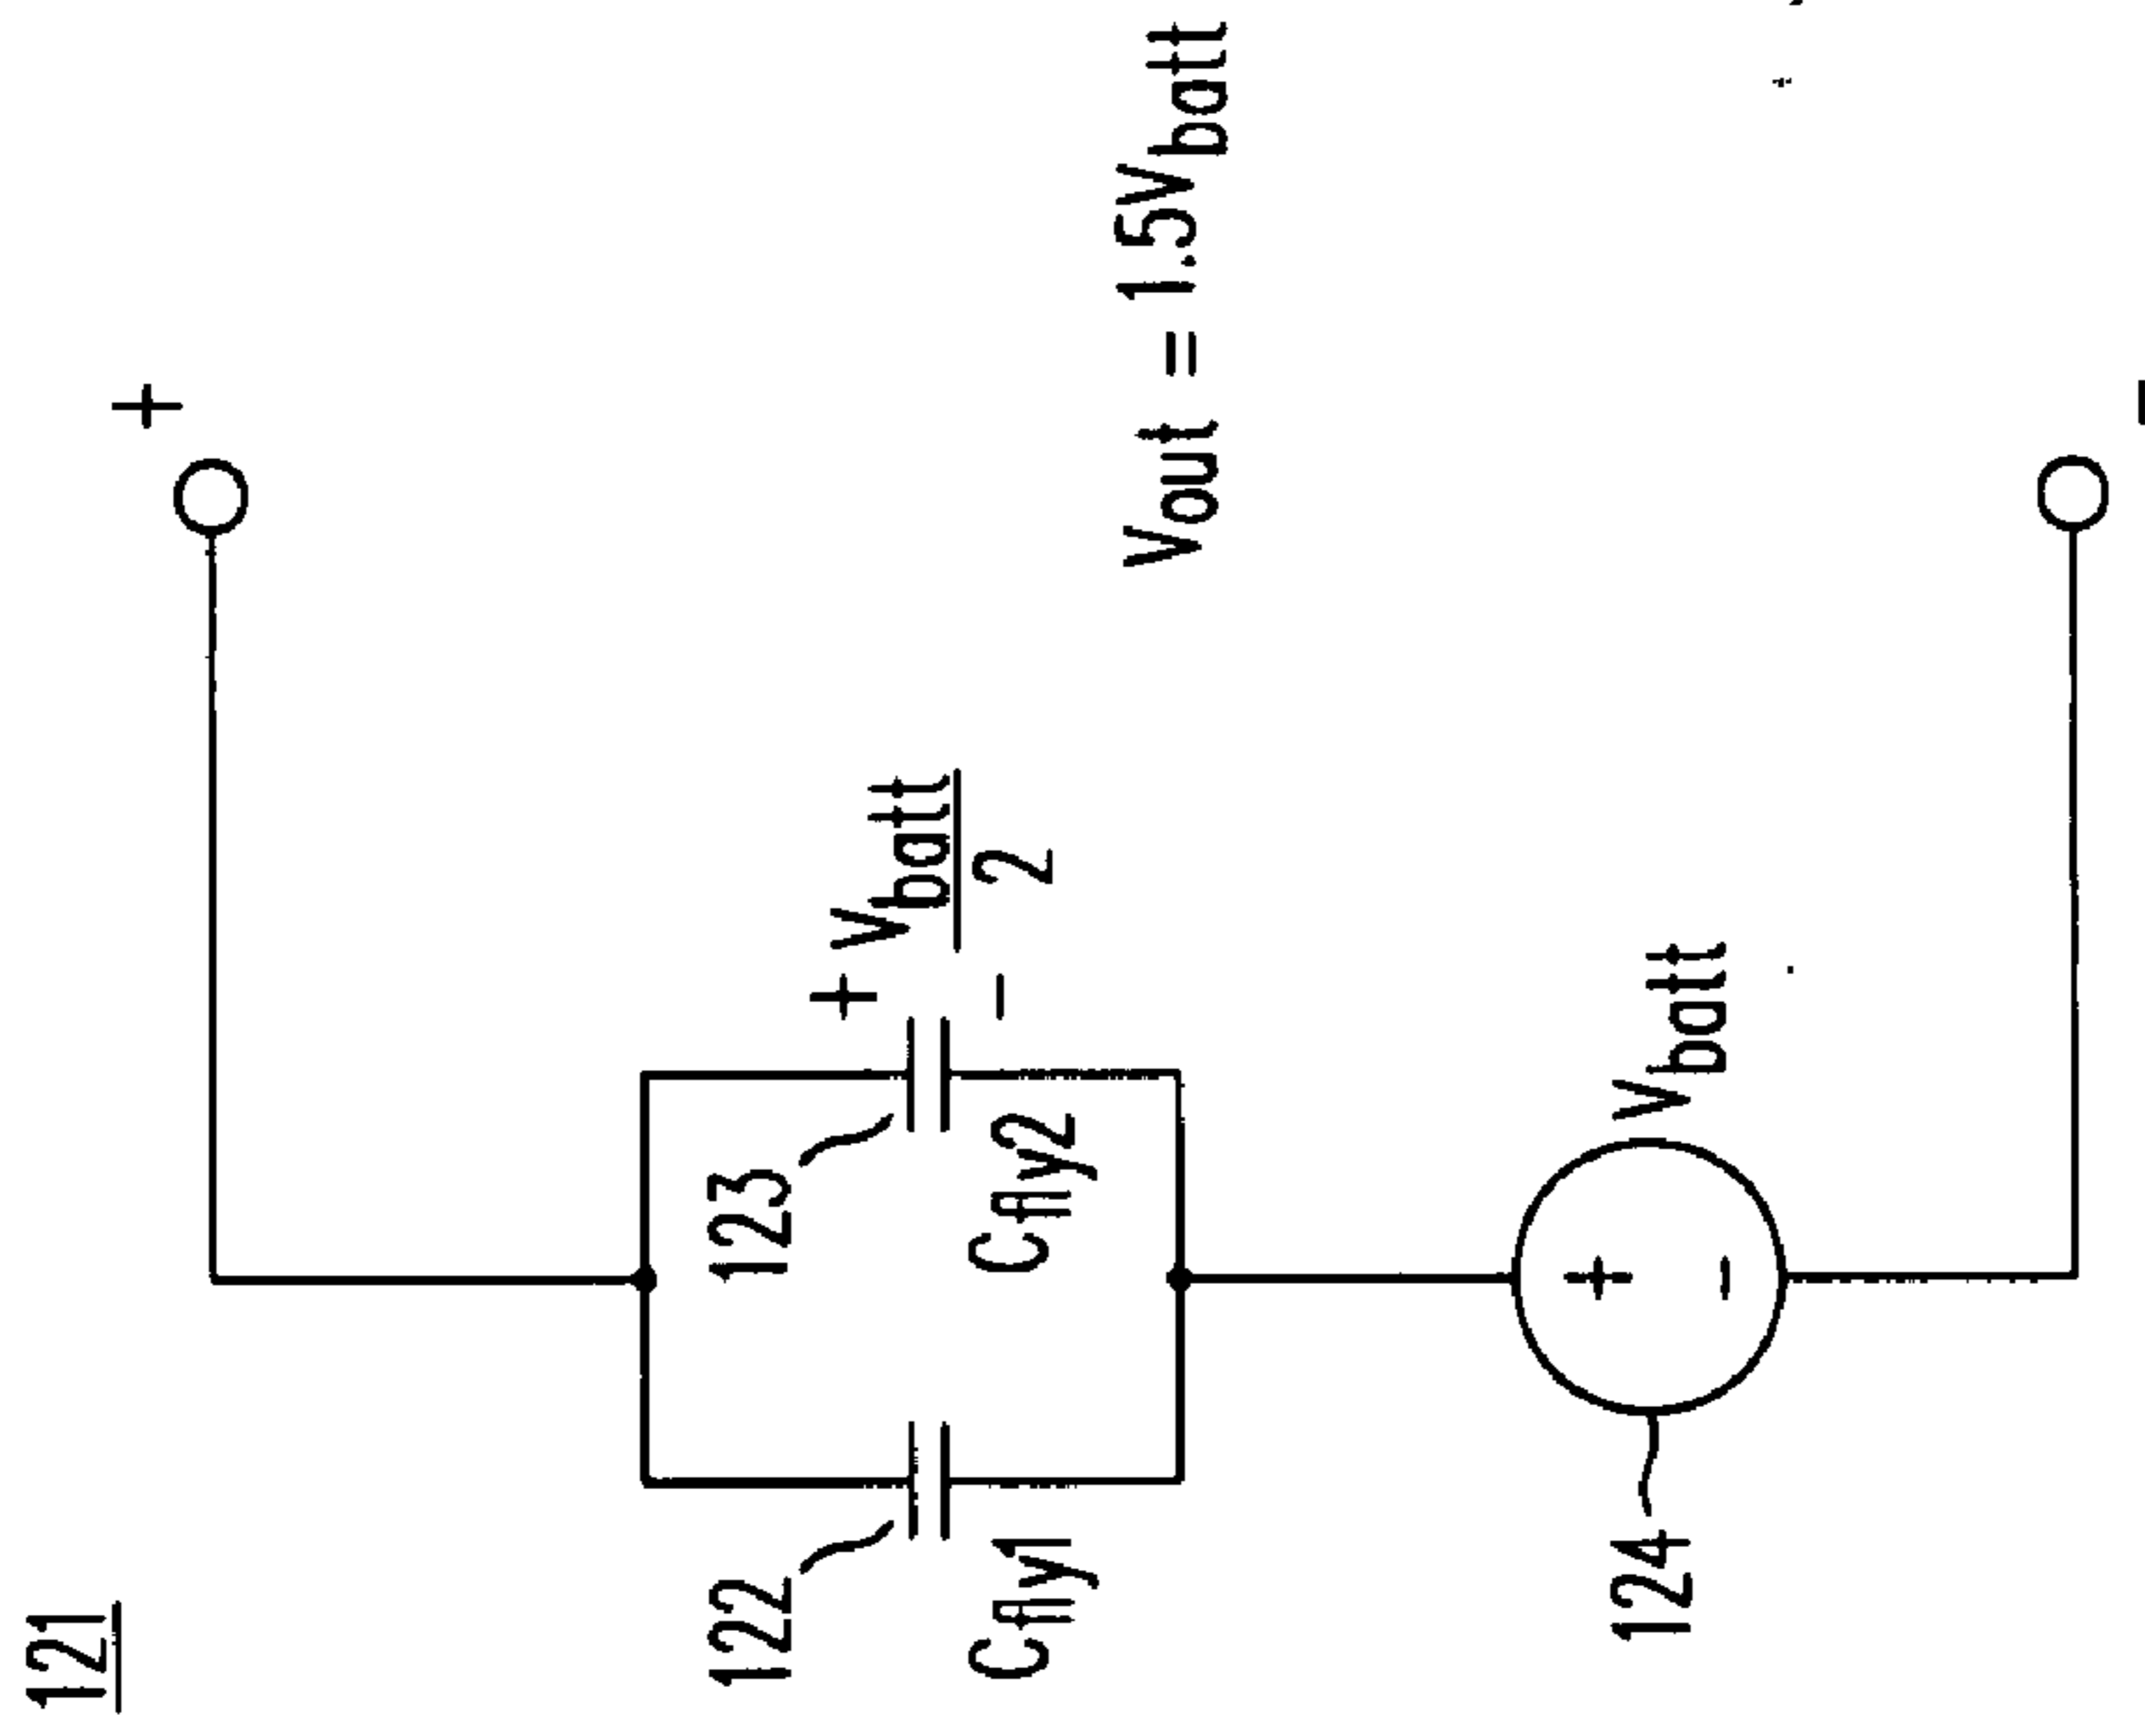 121
+
123
+ Vbatt
2
−
122
Cfly1
Cfly2
Vout = 1.5Vbatt
124
+
−
Vbatt
−